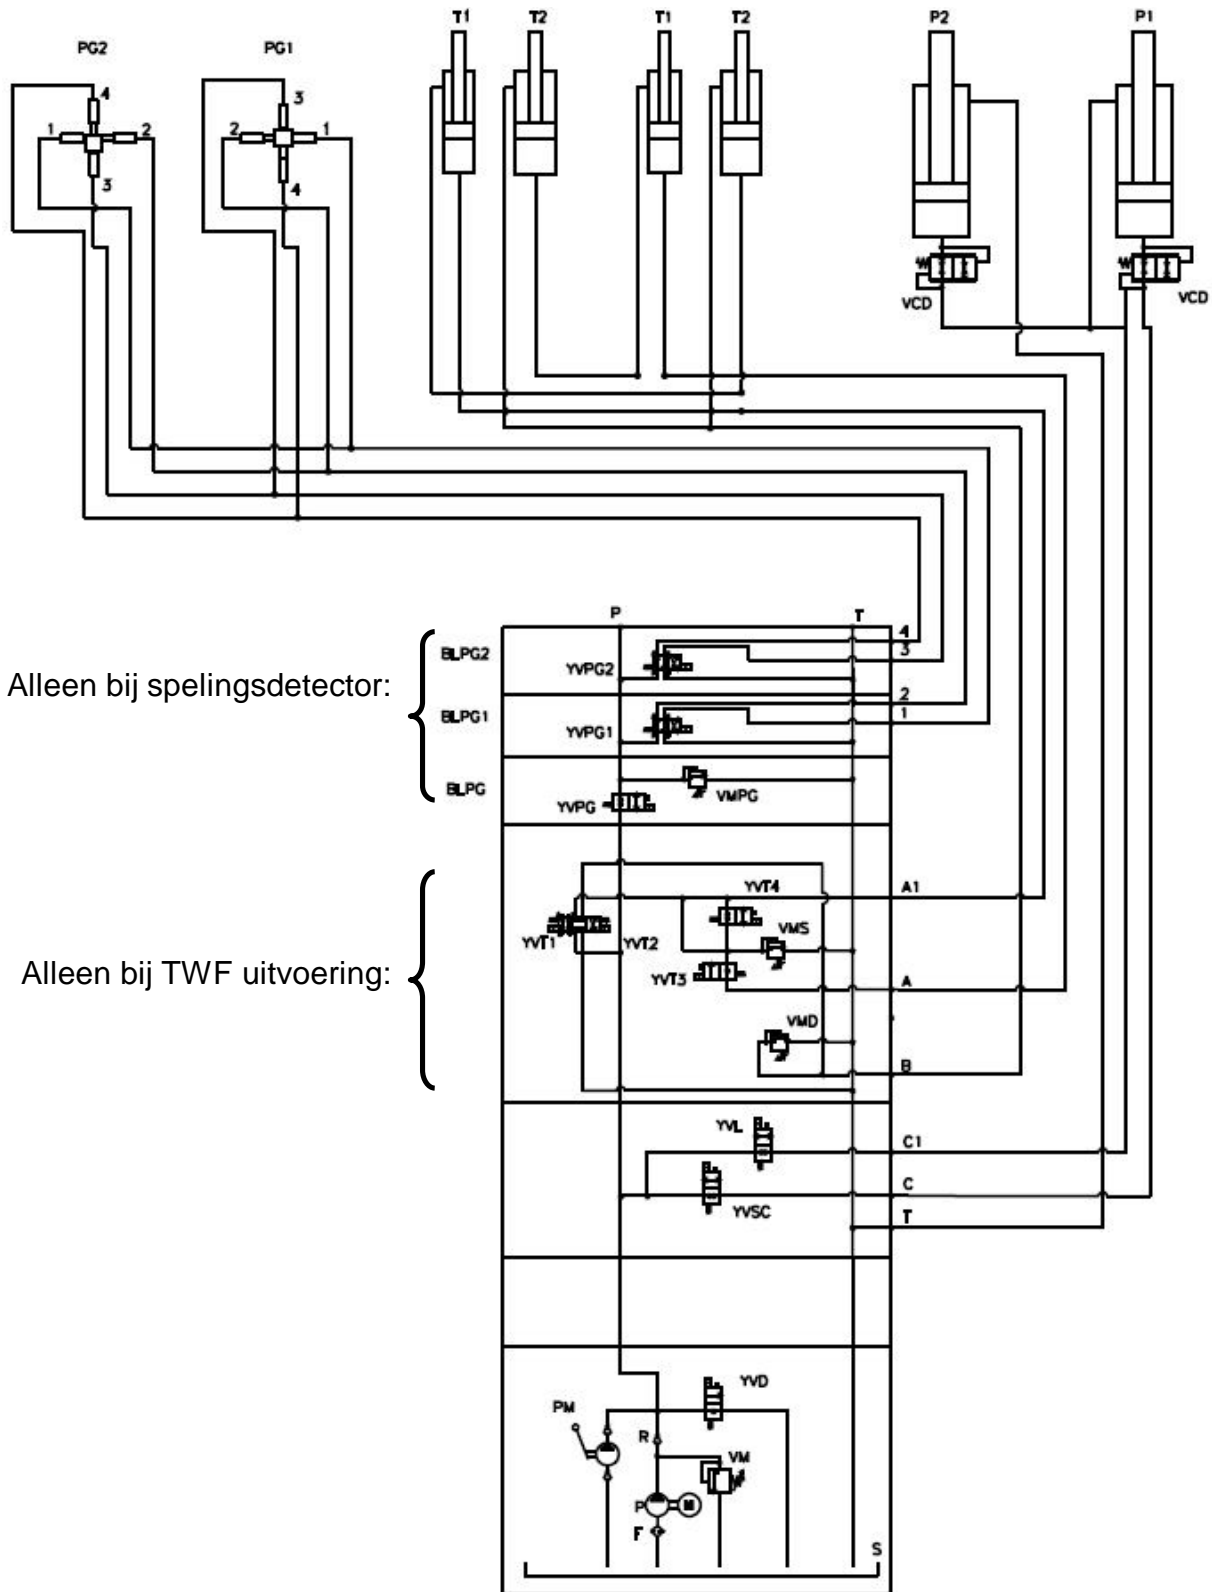 T1 T2 T1 T2 P2 P1
PG2 PG1
4 3
1 2 2 1
3 4
VCD VCD
P T
4
BLPG2 YVPG2 3
Alleen bij spelingsdetector:
2
BLPG1 YVPG1 1
BLPG YVPG VMPG
YVT4 A1
VMS
YVT1 YVT2
Alleen bij TWF uitvoering:
YVT3 A
VMD
B
YVL C1
C
YVSC T
YVD
PM
R VM
P M
F S